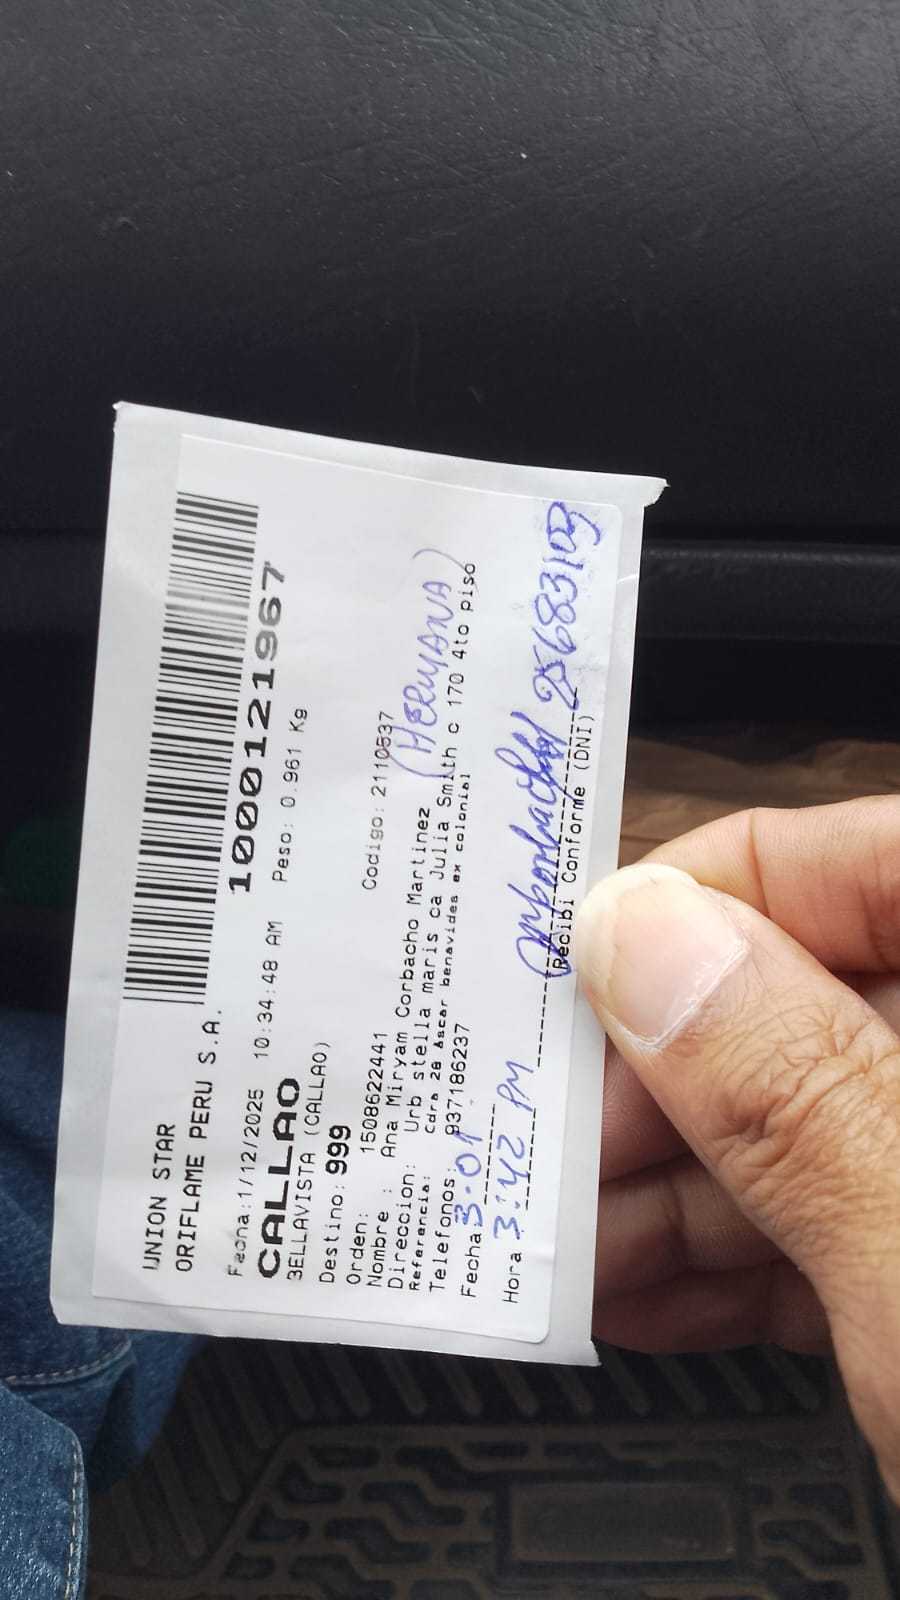 UNION STAR
ORIFLAME PERU S.A.
1000121967
Fecha:1/12/2025 10:34:48 AM Peso: 0.961 Kg
CALLAO
BELLAVISTA (CALLAO)
Destino: 999
Orden: 1508622441 Codigo: 2110537
Nombre : Ana Miryam Corbacho Martinez
(HERMANA)
Direccion: Urb stella maris ca Julia Smith c 170 4to piso
Referencia: Cdra 28 &scar benavides ex colonial
Telefonos: 937186237
Fecha 3-01
Hora 3:42 PM
25683109
Recibi Conforme (DNI)